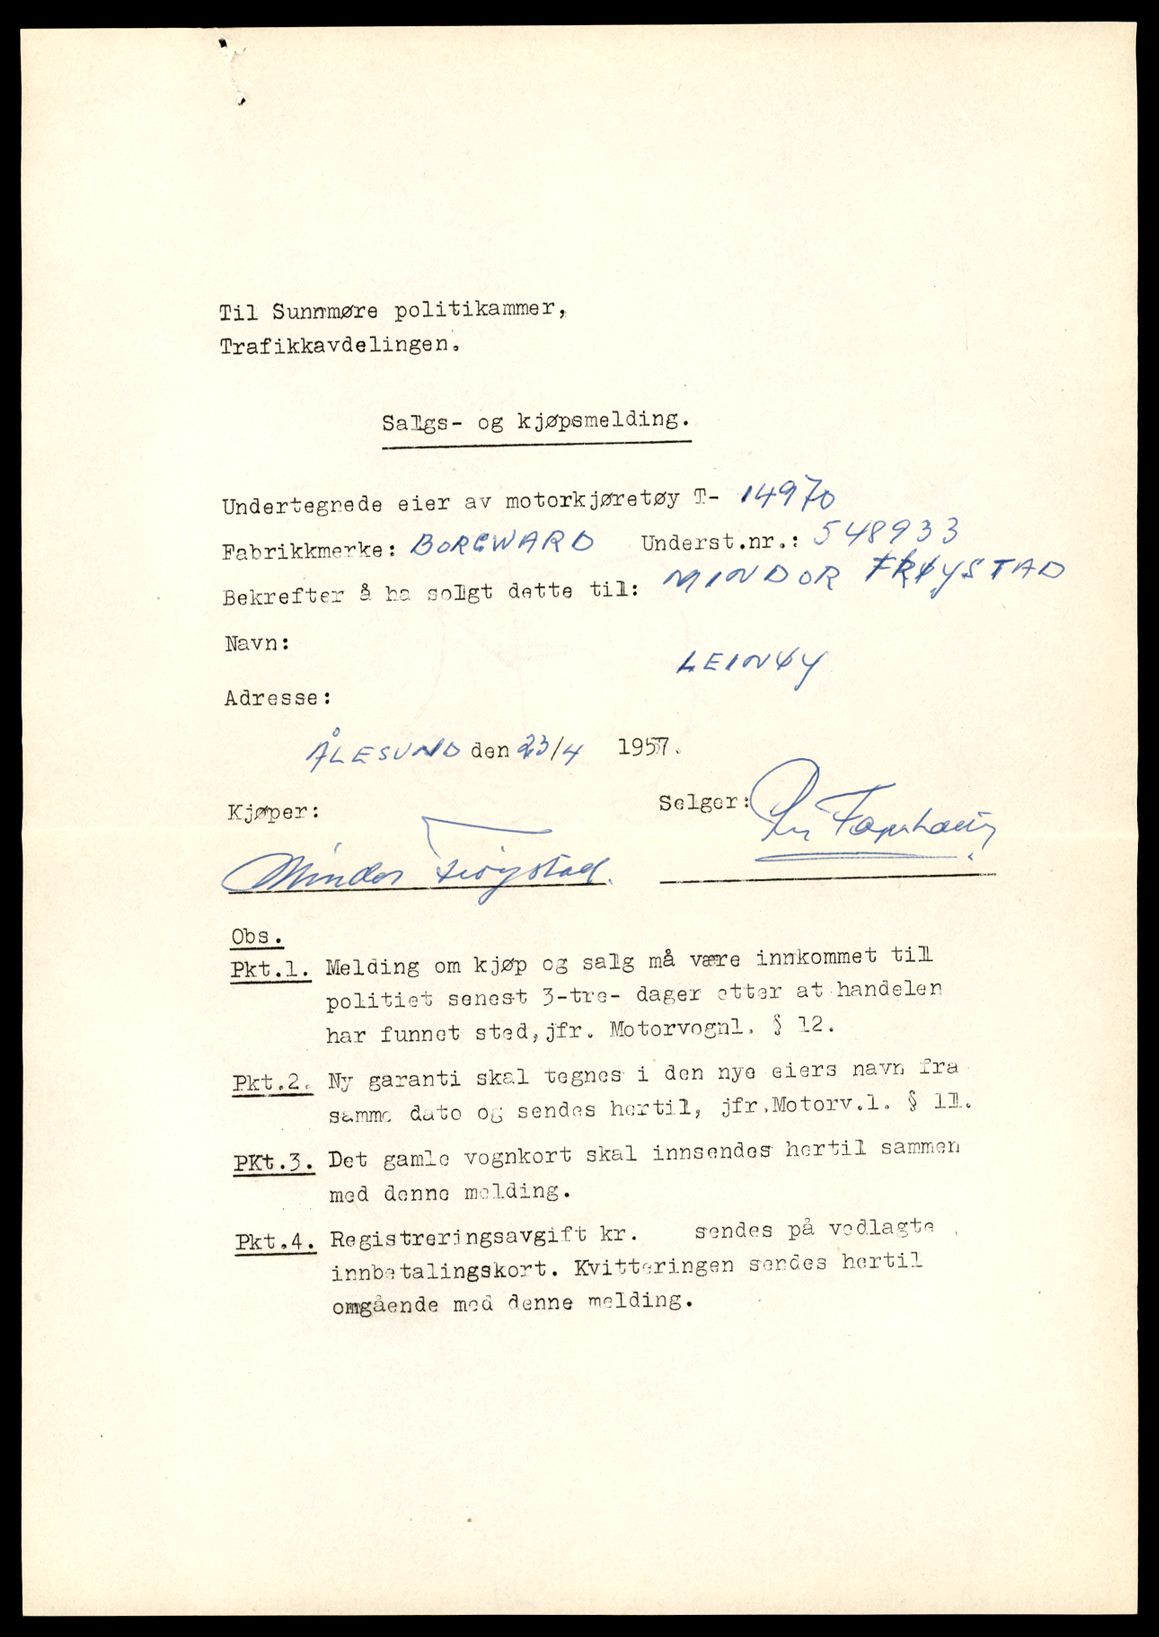 Til Sunnmøre politikammer,
Trafikkavdelingen.
Salgs- og kjøpsmelding.
Undertegnede eier av motorkjøretøy T- 14970
Fabrikkmerke: BORGWARD Underst.nr.: 548933
Bekrefter å ha solgt dette til: MINDOR FRØYSTAD
Navn:
LEINØY
Adresse:
ÅLESUND den 23/4 1957.
Kjøper: Selger:
Mindor Frøystad
Obs.
Pkt.1. Melding om kjøp og salg må være innkommet till
politiet senest 3-tre- dager etter at handelen
har funnet sted, jfr. Motorvognl. § 12.
Pkt.2. Ny garanti skal tegnes i den nye eiers navn fra
samme dato og sendes hertil, jfr.Motorv.l. § 11.
PKt.3. Det gamle vognkort skal innsendes hertil sammen
med denne melding.
Pkt.4. Registreringsavgift kr. sendes på vedlagte
innbetalingskort. Kvitteringen sendes hertil
omgående med denne melding.